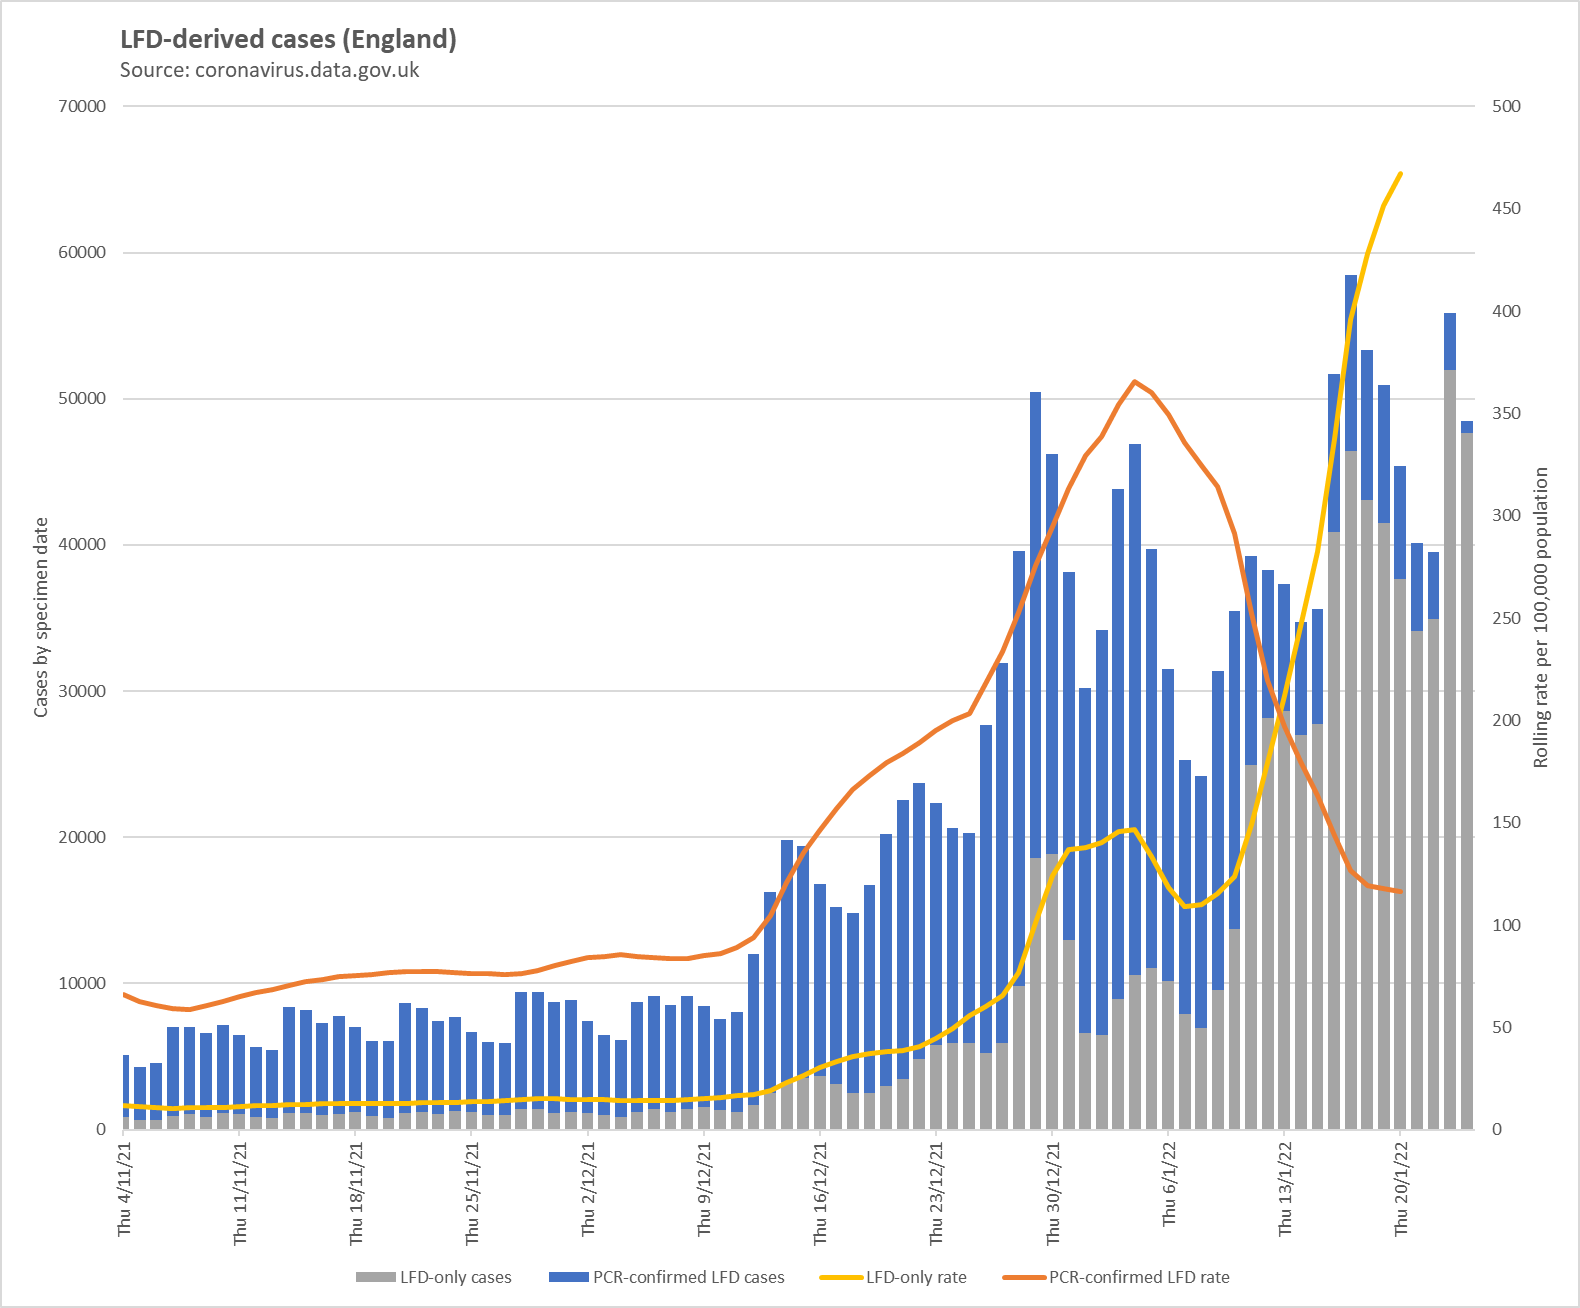 LFD-derived cases (England)
Source: coronavirus.data.gov.uk
70000
60000
50000
40000
30000
20000
10000
0
Cases by specimen date
500
450
400
350
300
250
200
150
100
50
0
Rolling rate per 100,000 population
Thu 4/11/21
Thu 11/11/21
Thu 18/11/21
Thu 25/11/21
Thu 2/12/21
Thu 9/12/21
Thu 16/12/21
Thu 23/12/21
Thu 30/12/21
Thu 6/1/22
Thu 13/1/22
Thu 20/1/22
LFD-only cases
PCR-confirmed LFD cases
LFD-only rate
PCR-confirmed LFD rate